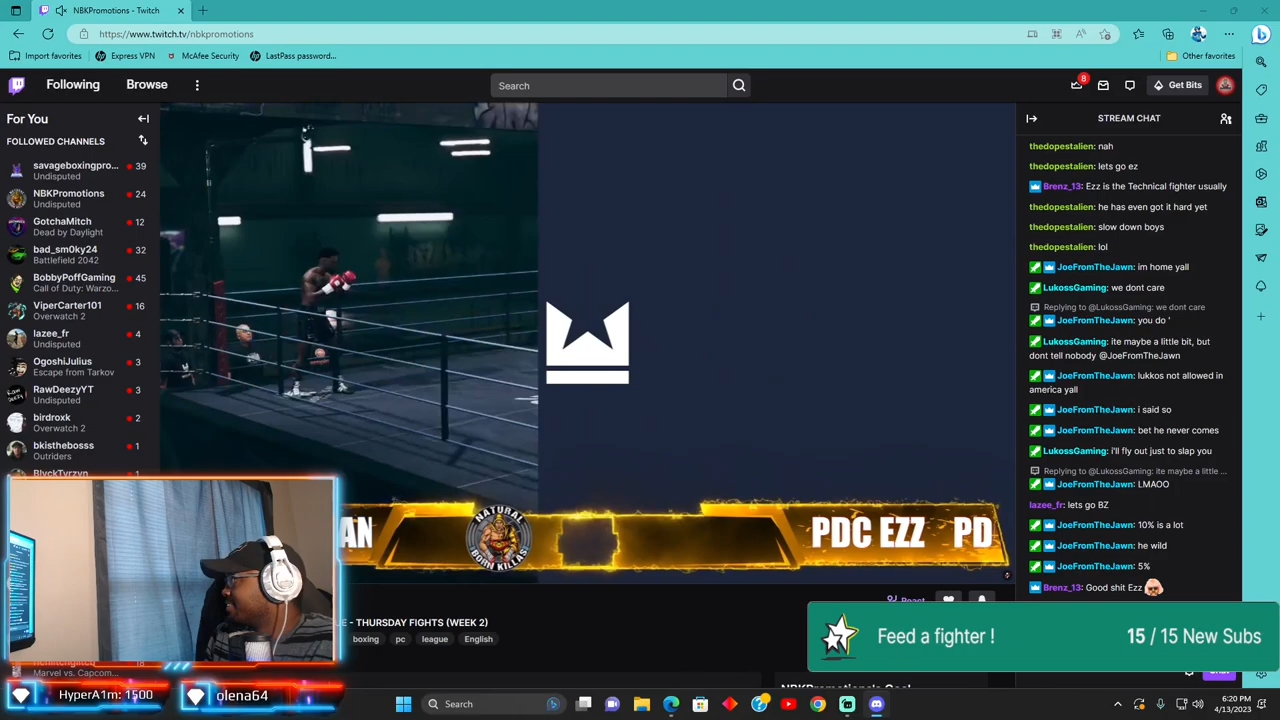 NBKPromotions - Twitch
https://www.twitch.tv/nbkpromotions
Import favorites
Express VPN
McAfee Security
LastPass password...
Other favorites
Following
Browse
Search
8
Get Bits
For You
FOLLOWED CHANNELS
savageboxingpro... 39
Undisputed
NBKPromotions 24
Undisputed
GotchaMitch 12
Dead by Daylight
bad_sm0ky24 32
Battlefield 2042
BobbyPoffGaming 45
Call of Duty: Warzo...
ViperCarter101 16
Overwatch 2
lazee_fr 4
Undisputed
OgoshiJulius 3
Escape from Tarkov
RawDeezyYT 3
Undisputed
birdroxk 2
Overwatch 2
bkisthebosss 1
Outriders
BlvckTyrzyn 1
Marvel vs. Capcom...
HyperA1m: 1500
olena64
AN
NATURAL
BORN KILLAS
PDC EZZ PD
React
E - THURSDAY FIGHTS (WEEK 2)
boxing pc league English
STREAM CHAT
thedopestalien: nah
thedopestalien: lets go ez
Brenz_13: Ezz is the Technical fighter usually
thedopestalien: he has even got it hard yet
thedopestalien: slow down boys
thedopestalien: lol
JoeFromTheJawn: im home yall
LukossGaming: we dont care
Replying to @LukossGaming: we dont care
JoeFromTheJawn: you do '
LukossGaming: ite maybe a little bit, but
dont tell nobody @JoeFromTheJawn
JoeFromTheJawn: lukkos not allowed in
america yall
JoeFromTheJawn: i said so
JoeFromTheJawn: bet he never comes
LukossGaming: i'll fly out just to slap you
Replying to @LukossGaming: ite maybe a little ...
JoeFromTheJawn: LMAOO
lazee_fr: lets go BZ
JoeFromTheJawn: 10% is a lot
JoeFromTheJawn: he wild
JoeFromTheJawn: 5%
Brenz_13: Good shit Ezz
Feed a fighter !
15 / 15 New Subs
Chat
NBKPromotions's Goal
Search
6:20 PM
4/13/2023